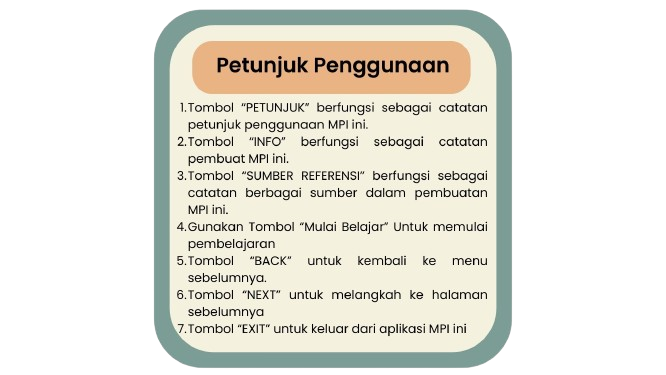 Petunjuk Penggunaan
1.Tombol “PETUNJUK” berfungsi sebagai catatan
petunjuk penggunaan MPI ini.
2.Tombol “INFO” berfungsi sebagai catatan
pembuat MPI ini.
3.Tombol “SUMBER REFERENSI” berfungsi sebagai
catatan berbagai sumber dalam pembuatan
MPI ini.
4.Gunakan Tombol “Mulai Belajar” Untuk memulai
pembelajaran
5.Tombol “BACK” untuk kembali ke menu
sebelumnya.
6.Tombol “NEXT” untuk melangkah ke halaman
sebelumnya
7.Tombol “EXIT” untuk keluar dari aplikasi MPI ini